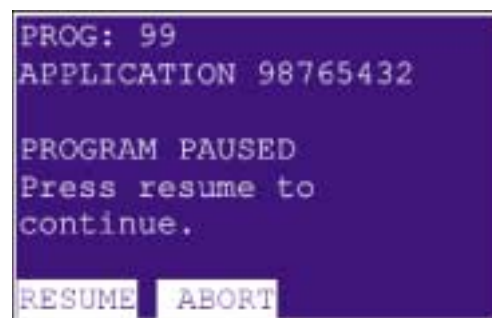 PROG: 99
APPLICATION 98765432
PROGRAM PAUSED
Press resume to
continue.
RESUME ABORT